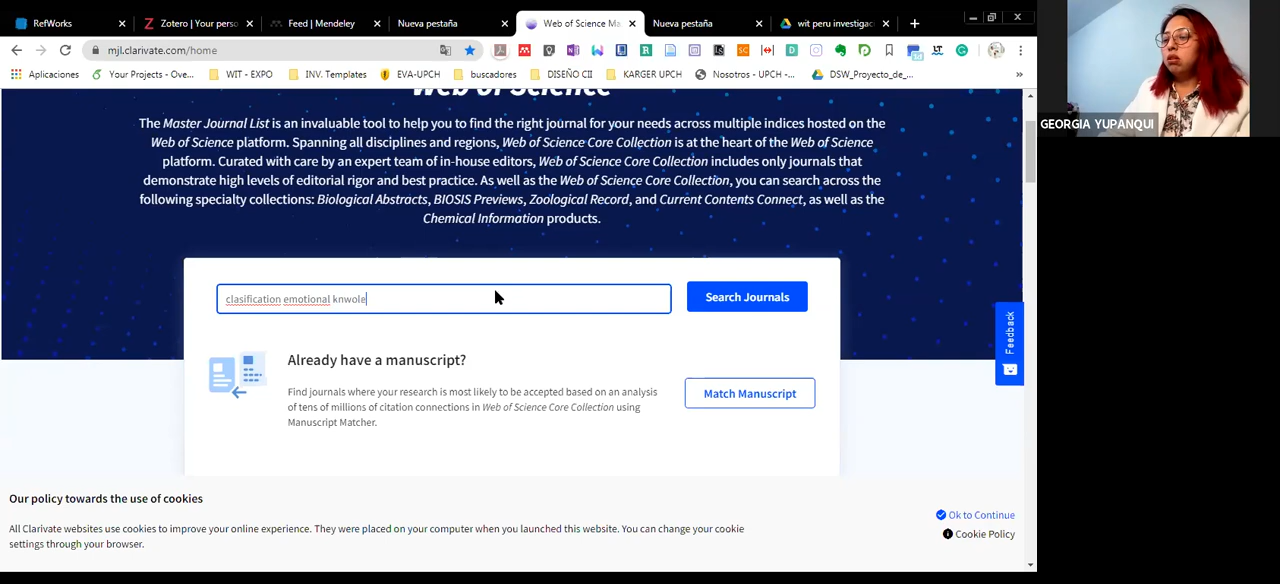 RefWorks
Zotero | Your perso
Feed | Mendeley
Nueva pestaña
Web of Science Ma
Nueva pestaña
wit peru investigac
mjl.clarivate.com/home
Aplicaciones
Your Projects - Ove...
WIT - EXPO
INV. Templates
EVA-UPCH
buscadores
DISEÑO CII
KARGER UPCH
Nosotros - UPCH -...
DSW_Proyecto_de_...
Web of Science
The Master Journal List is an invaluable tool to help you to find the right journal for your needs across multiple indices hosted on the
Web of Science platform. Spanning all disciplines and regions, Web of Science Core Collection is at the heart of the Web of Science
platform. Curated with care by an expert team of in-house editors, Web of Science Core Collection includes only journals that
demonstrate high levels of editorial rigor and best practice. As well as the Web of Science Core Collection, you can search across the
following specialty collections: Biological Abstracts, BIOSIS Previews, Zoological Record, and Current Contents Connect, as well as the
Chemical Information products.
clasification emotional knwole
Search Journals
Already have a manuscript?
Find journals where your research is most likely to be accepted based on an analysis
of tens of millions of citation connections in Web of Science Core Collection using
Manuscript Matcher.
Match Manuscript
Feedback
Our policy towards the use of cookies
All Clarivate websites use cookies to improve your online experience. They were placed on your computer when you launched this website. You can change your cookie
settings through your browser.
Ok to Continue
Cookie Policy
GEORGIA YUPANQUI